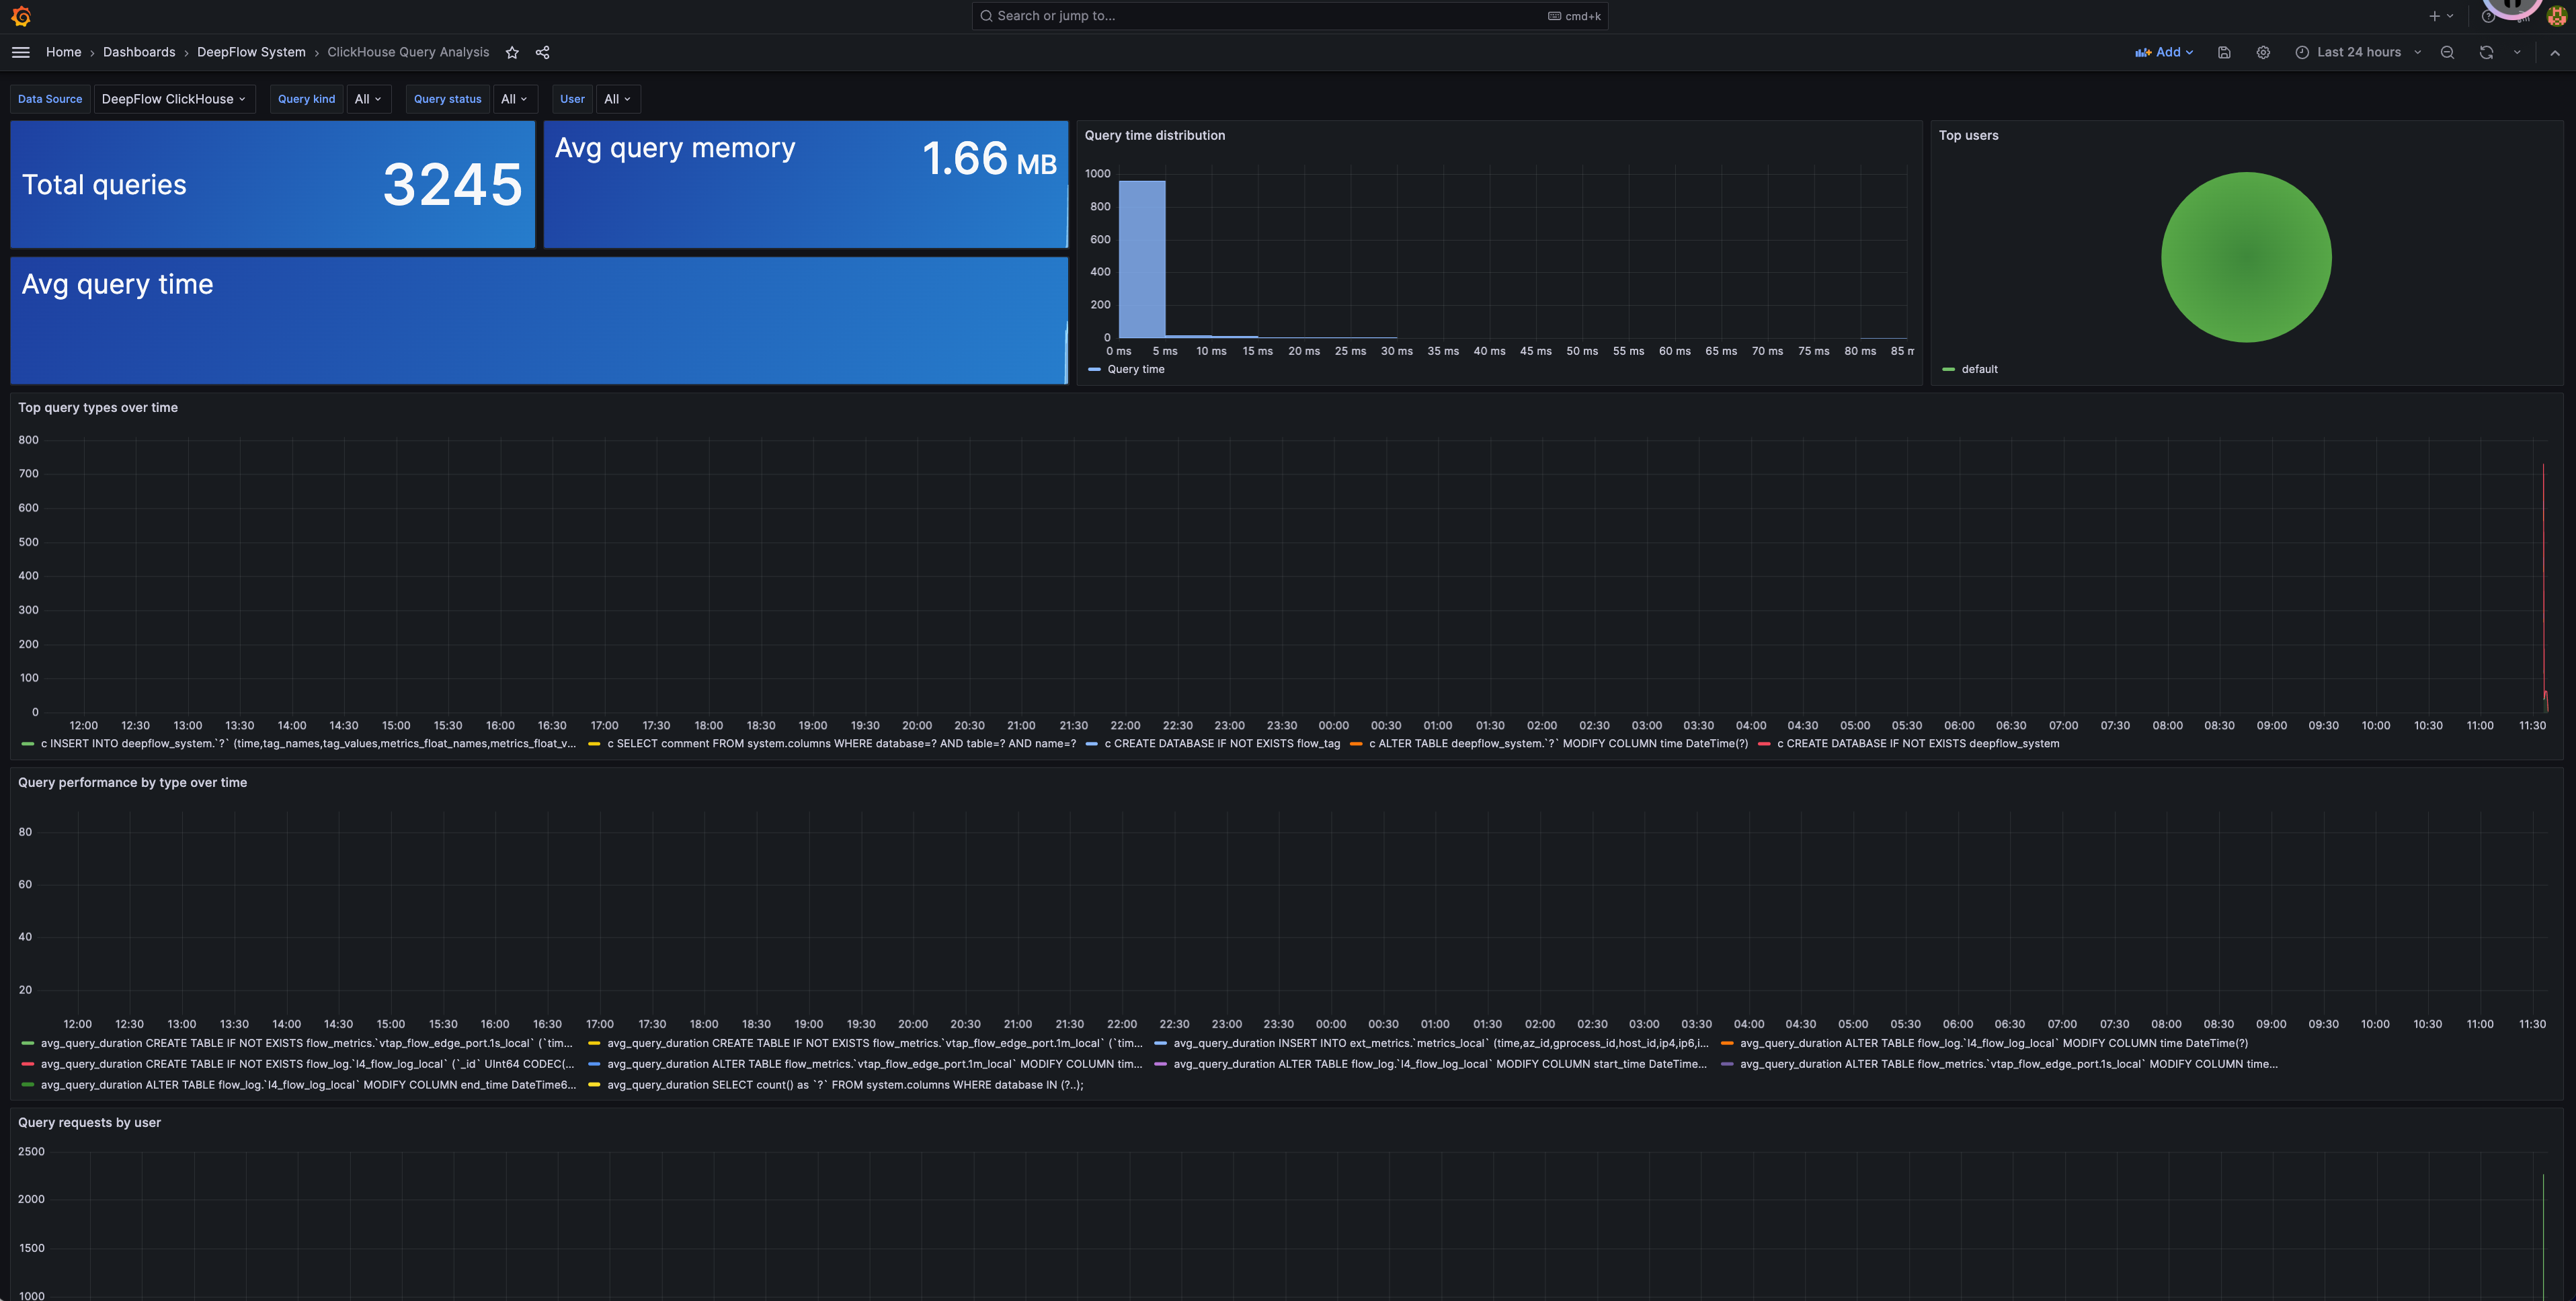 Search or jump to...
cmd+k
Home › Dashboards › DeepFlow System › ClickHouse Query Analysis
Add
Last 24 hours
Data Source DeepFlow ClickHouse Query kind All Query status All User All
Total queries
3245
Avg query memory
1.66 MB
Avg query time
Query time distribution
1000
800
600
400
200
0
0 ms 5 ms 10 ms 15 ms 20 ms 25 ms 30 ms 35 ms 40 ms 45 ms 50 ms 55 ms 60 ms 65 ms 70 ms 75 ms 80 ms 85 m
Query time
Top users
default
Top query types over time
800
700
600
500
400
300
200
100
0
12:00 12:30 13:00 13:30 14:00 14:30 15:00 15:30 16:00 16:30 17:00 17:30 18:00 18:30 19:00 19:30 20:00 20:30 21:00 21:30 22:00 22:30 23:00 23:30 00:00 00:30 01:00 01:30 02:00 02:30 03:00 03:30 04:00 04:30 05:00 05:30 06:00 06:30 07:00 07:30 08:00 08:30 09:00 09:30 10:00 10:30 11:00 11:30
c INSERT INTO deepflow_system.`?` (time,tag_names,tag_values,metrics_float_names,metrics_float_v... c SELECT comment FROM system.columns WHERE database=? AND table=? AND name=? c CREATE DATABASE IF NOT EXISTS flow_tag c ALTER TABLE deepflow_system.`?` MODIFY COLUMN time DateTime(?) c CREATE DATABASE IF NOT EXISTS deepflow_system
Query performance by type over time
80
60
40
20
12:00 12:30 13:00 13:30 14:00 14:30 15:00 15:30 16:00 16:30 17:00 17:30 18:00 18:30 19:00 19:30 20:00 20:30 21:00 21:30 22:00 22:30 23:00 23:30 00:00 00:30 01:00 01:30 02:00 02:30 03:00 03:30 04:00 04:30 05:00 05:30 06:00 06:30 07:00 07:30 08:00 08:30 09:00 09:30 10:00 10:30 11:00 11:30
avg_query_duration CREATE TABLE IF NOT EXISTS flow_metrics.`vtap_flow_edge_port.1s_local` (`tim... avg_query_duration CREATE TABLE IF NOT EXISTS flow_metrics.`vtap_flow_edge_port.1m_local` (`tim... avg_query_duration INSERT INTO ext_metrics.`metrics_local` (time,az_id,gprocess_id,host_id,ip4,ip6,i... avg_query_duration ALTER TABLE flow_log.`l4_flow_log_local` MODIFY COLUMN time DateTime(?)
avg_query_duration CREATE TABLE IF NOT EXISTS flow_log.`l4_flow_log_local` (`_id` UInt64 CODEC(... avg_query_duration ALTER TABLE flow_metrics.`vtap_flow_edge_port.1m_local` MODIFY COLUMN tim... avg_query_duration ALTER TABLE flow_log.`l4_flow_log_local` MODIFY COLUMN start_time DateTime... avg_query_duration ALTER TABLE flow_metrics.`vtap_flow_edge_port.1s_local` MODIFY COLUMN time...
avg_query_duration ALTER TABLE flow_log.`l4_flow_log_local` MODIFY COLUMN end_time DateTime6... avg_query_duration SELECT count() as `?` FROM system.columns WHERE database IN (?..);
Query requests by user
2500
2000
1500
1000